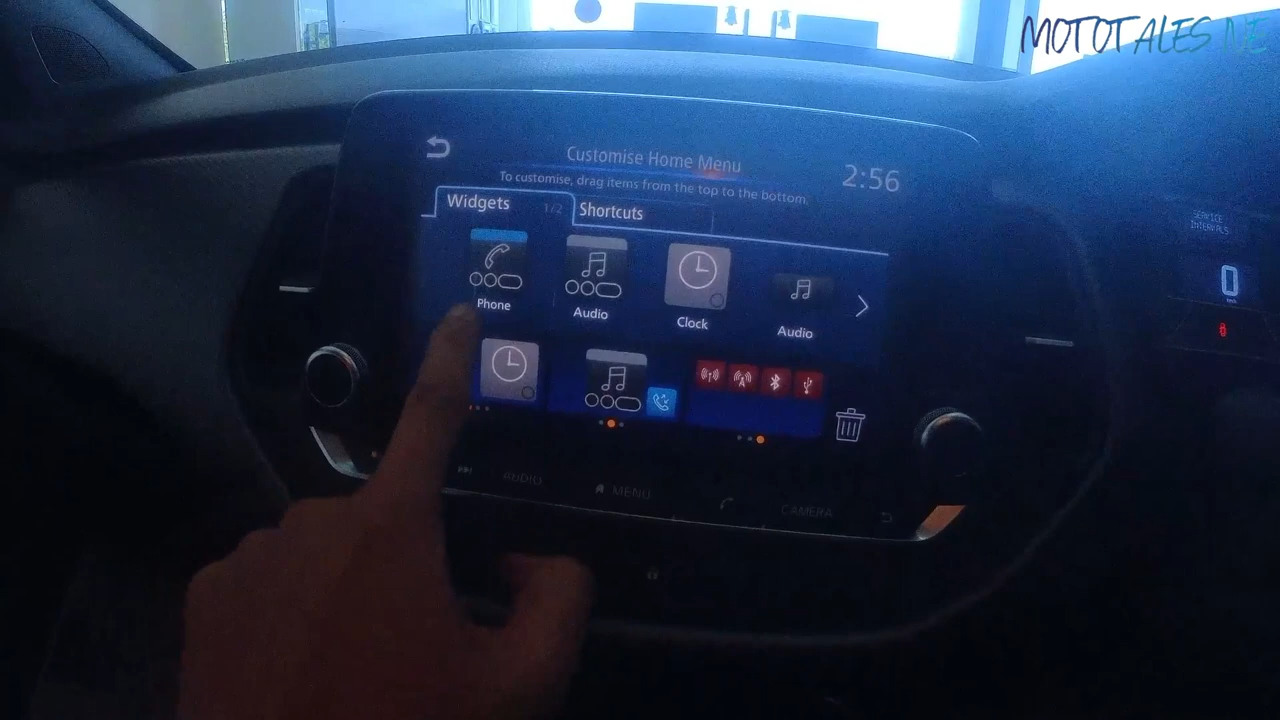 MOTOTALES NE
Customise Home Menu
2:56
To customise, drag items from the top to the bottom.
Widgets
1/2
Shortcuts
Phone
Audio
Clock
Audio
AUDIO
MENU
CAMERA
SERVICE
INTERVALS
0